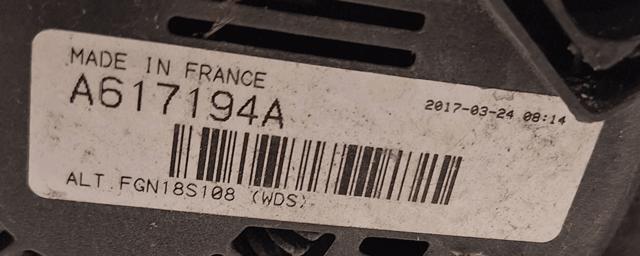 MADE IN FRANCE
A617194A
2017-03-24 08:14
ALT.FGN18S108 (WDS)